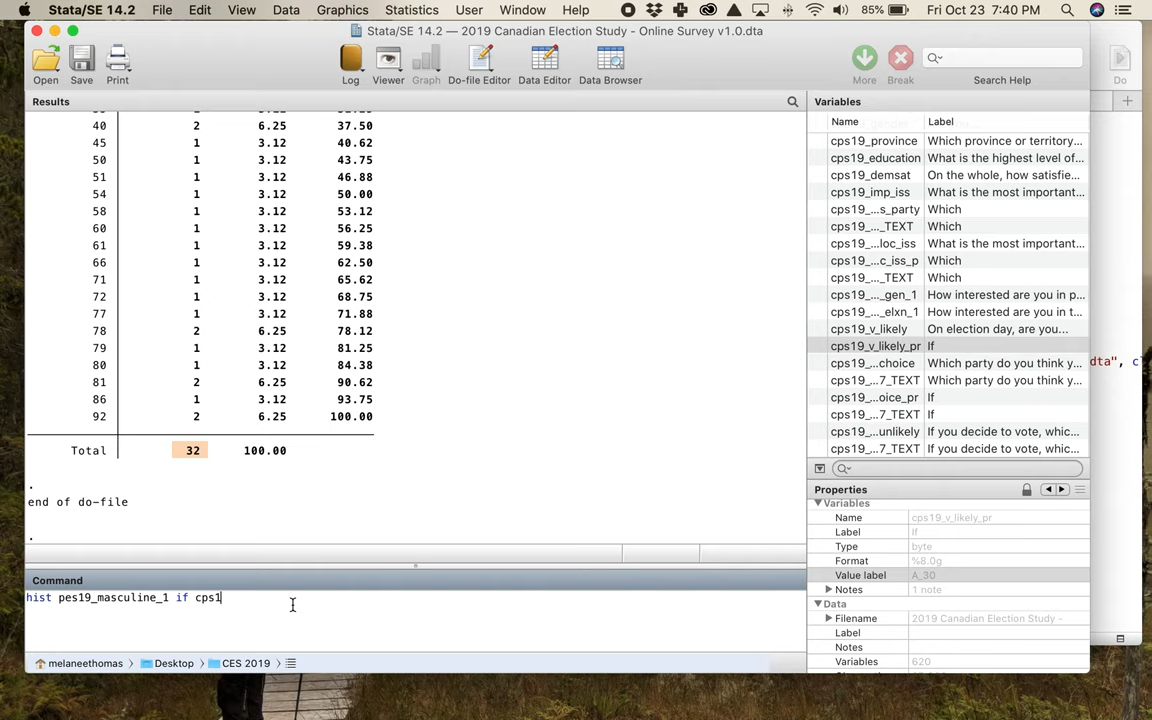 Stata/SE 14.2 File Edit View Data Graphics Statistics User Window Help 85% Fri Oct 23 7:40 PM
Stata/SE 14.2 — 2019 Canadian Election Study - Online Survey v1.0.dta
Open Save Print Log Viewer Graph Do-file Editor Data Editor Data Browser More Break Search Help Do
Results
40 2 6.25 37.50
45 1 3.12 40.62
50 1 3.12 43.75
51 1 3.12 46.88
54 1 3.12 50.00
58 1 3.12 53.12
60 1 3.12 56.25
61 1 3.12 59.38
66 1 3.12 62.50
71 1 3.12 65.62
72 1 3.12 68.75
77 1 3.12 71.88
78 2 6.25 78.12
79 1 3.12 81.25
80 1 3.12 84.38
81 2 6.25 90.62
86 1 3.12 93.75
92 2 6.25 100.00
Total 32 100.00
.
end of do-file
.
Command
hist pes19_masculine_1 if cps1
melaneethomas Desktop CES 2019
Variables
Name Label
cps19_province Which province or territory...
cps19_education What is the highest level of...
cps19_demsat On the whole, how satisfie...
cps19_imp_iss What is the most important...
cps19_...s_party Which
cps19_..._TEXT Which
cps19_...loc_iss What is the most important...
cps19_...c_iss_p Which
cps19_..._TEXT Which
cps19_..._gen_1 How interested are you in p...
cps19_..._elxn_1 How interested are you in t...
cps19_v_likely On election day, are you...
cps19_v_likely_pr If
cps19_...choice Which party do you think y...
cps19_...7_TEXT Which party do you think y...
cps19_...oice_pr If
cps19_...7_TEXT If
cps19_...unlikely If you decide to vote, whic...
cps19_...7_TEXT If you decide to vote, whic...
Properties
Variables
Name cps19_v_likely_pr
Label If
Type byte
Format %8.0g
Value label A_30
Notes 1 note
Data
Filename 2019 Canadian Election Study -
Label
Notes
Variables 620
dta", c